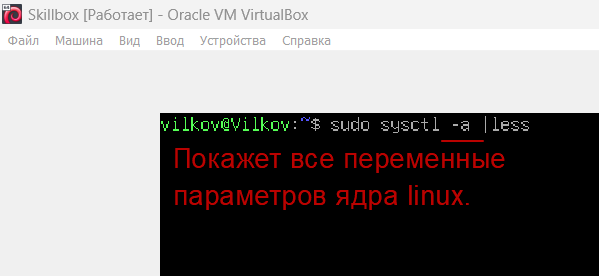 Skillbox [Работает] - Oracle VM VirtualBox
Файл Машина Вид Ввод Устройства Справка
vilkov@Vilkov:~$ sudo sysctl -a |less
Покажет все переменные
параметров ядра linux.